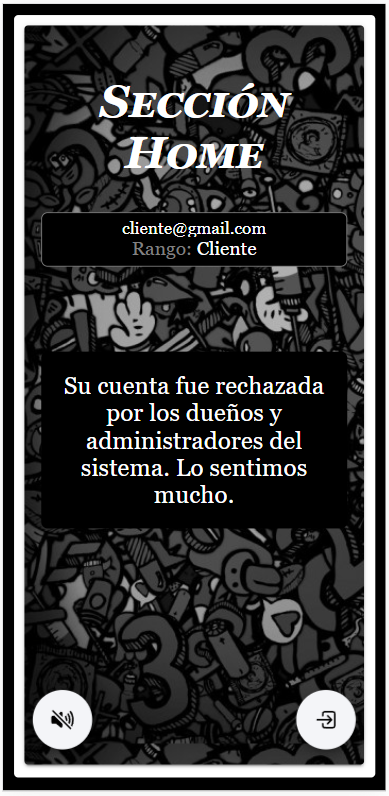 Sección
Home
cliente@gmail.com
Rango: Cliente
Su cuenta fue rechazada
por los dueños y
administradores del
sistema. Lo sentimos
mucho.